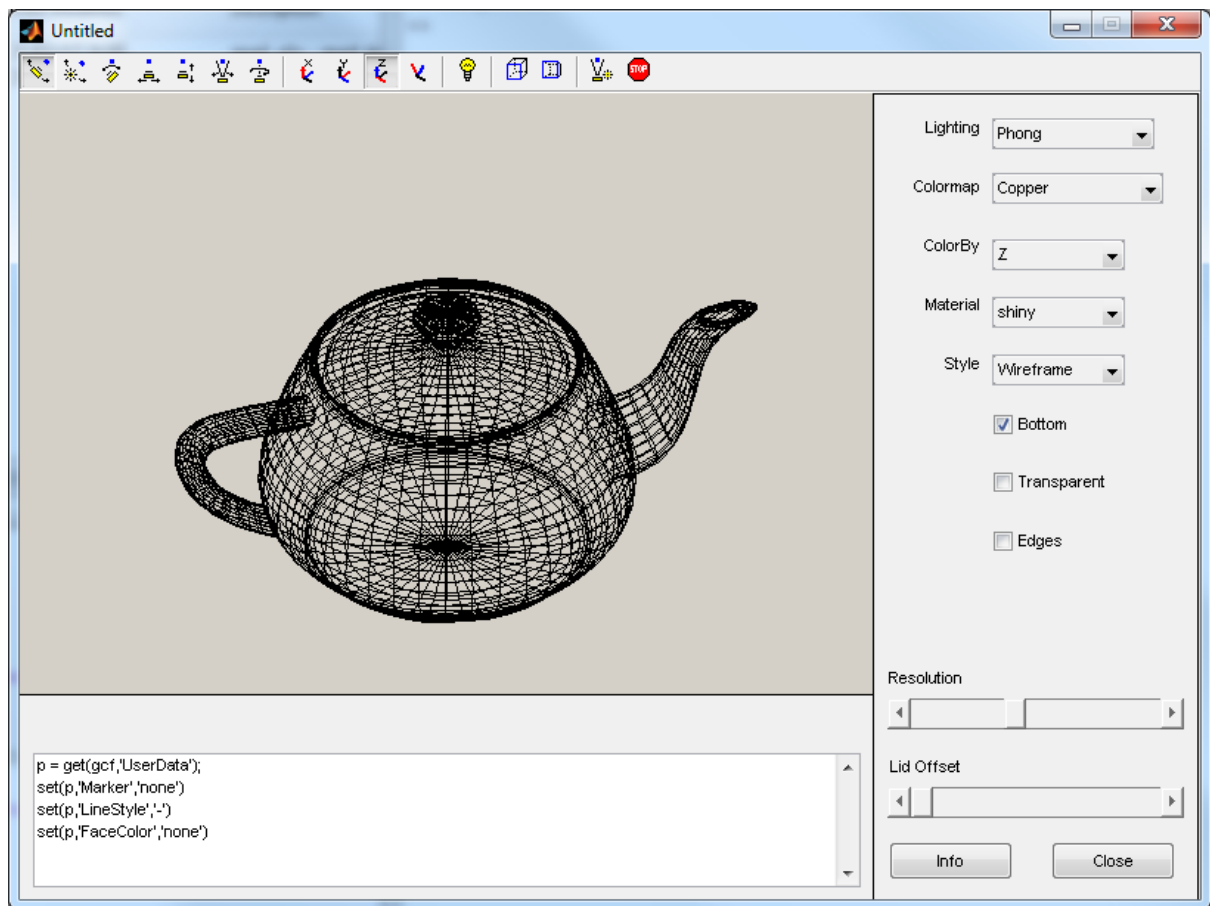 Untitled
X Y Z
STOP
Lighting Phong
Colormap Copper
ColorBy Z
Material shiny
Style Wireframe
Bottom
Transparent
Edges
Resolution
Lid Offset
Info Close
p = get(gcf,'UserData');
set(p,'Marker','none')
set(p,'LineStyle','-')
set(p,'FaceColor','none')